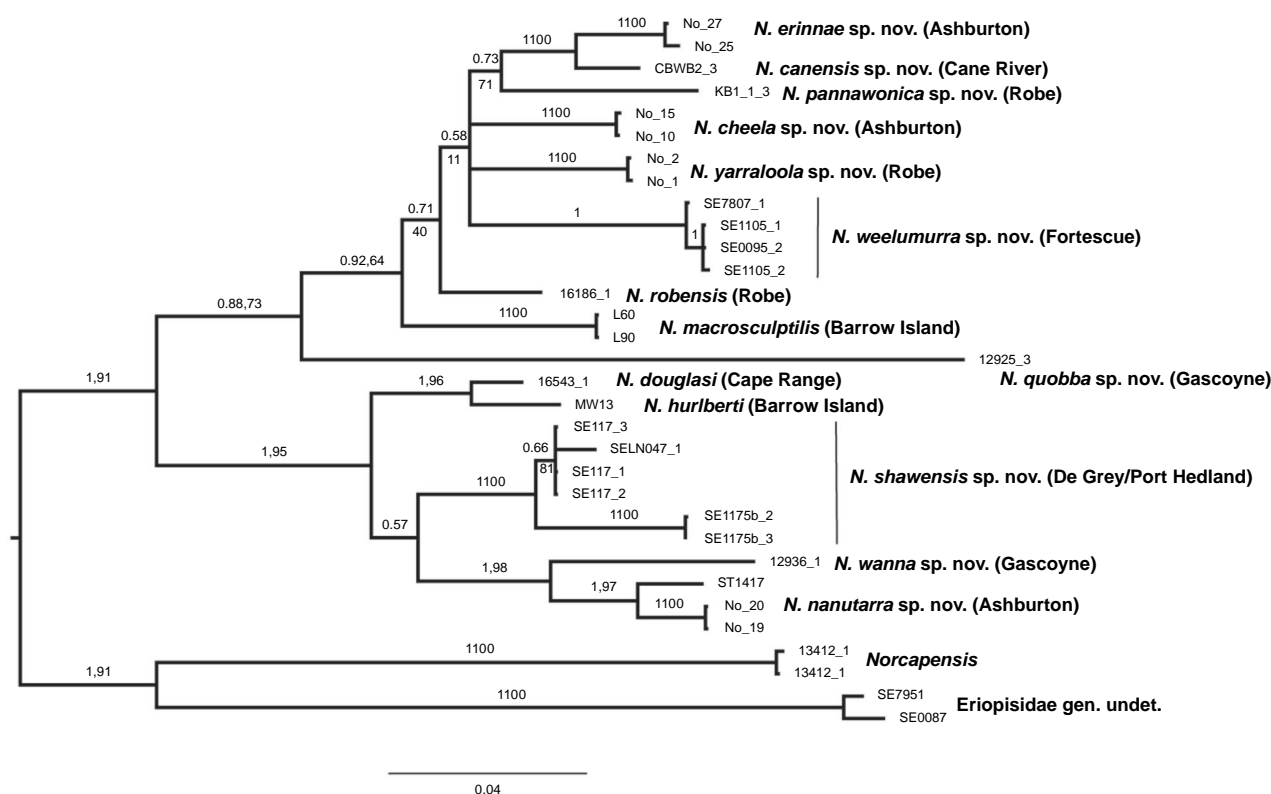 1100
No_27
No_25
N. erinnae sp. nov. (Ashburton)
1100
0.73
71
CBWB2_3
N. canensis sp. nov. (Cane River)
KB1_1_3
N. pannawonica sp. nov. (Robe)
1100
No_15
No_10
N. cheela sp. nov. (Ashburton)
0.58
11
1100
No_2
No_1
N. yarraloola sp. nov. (Robe)
1
SE7807_1
1
SE1105_1
SE0095_2
SE1105_2
N. weelumurra sp. nov. (Fortescue)
0.71
40
0.92,64
16186_1
N. robensis (Robe)
0.88,73
1100
L60
L90
N. macrosculptilis (Barrow Island)
12925_3
N. quobba sp. nov. (Gascoyne)
1,91
1,96
16543_1
N. douglasi (Cape Range)
MW13
N. hurlberti (Barrow Island)
1,95
SE117_3
0.66
81
SELN047_1
SE117_1
SE117_2
1100
N. shawensis sp. nov. (De Grey/Port Hedland)
1100
SE1175b_2
SE1175b_3
0.57
12936_1
N. wanna sp. nov. (Gascoyne)
1,98
1,97
ST1417
1100
No_20
No_19
N. nanutarra sp. nov. (Ashburton)
1100
13412_1
13412_1
Norcapensis
1,91
1100
SE7951
SE0087
Eriopisidae gen. undet.
0.04